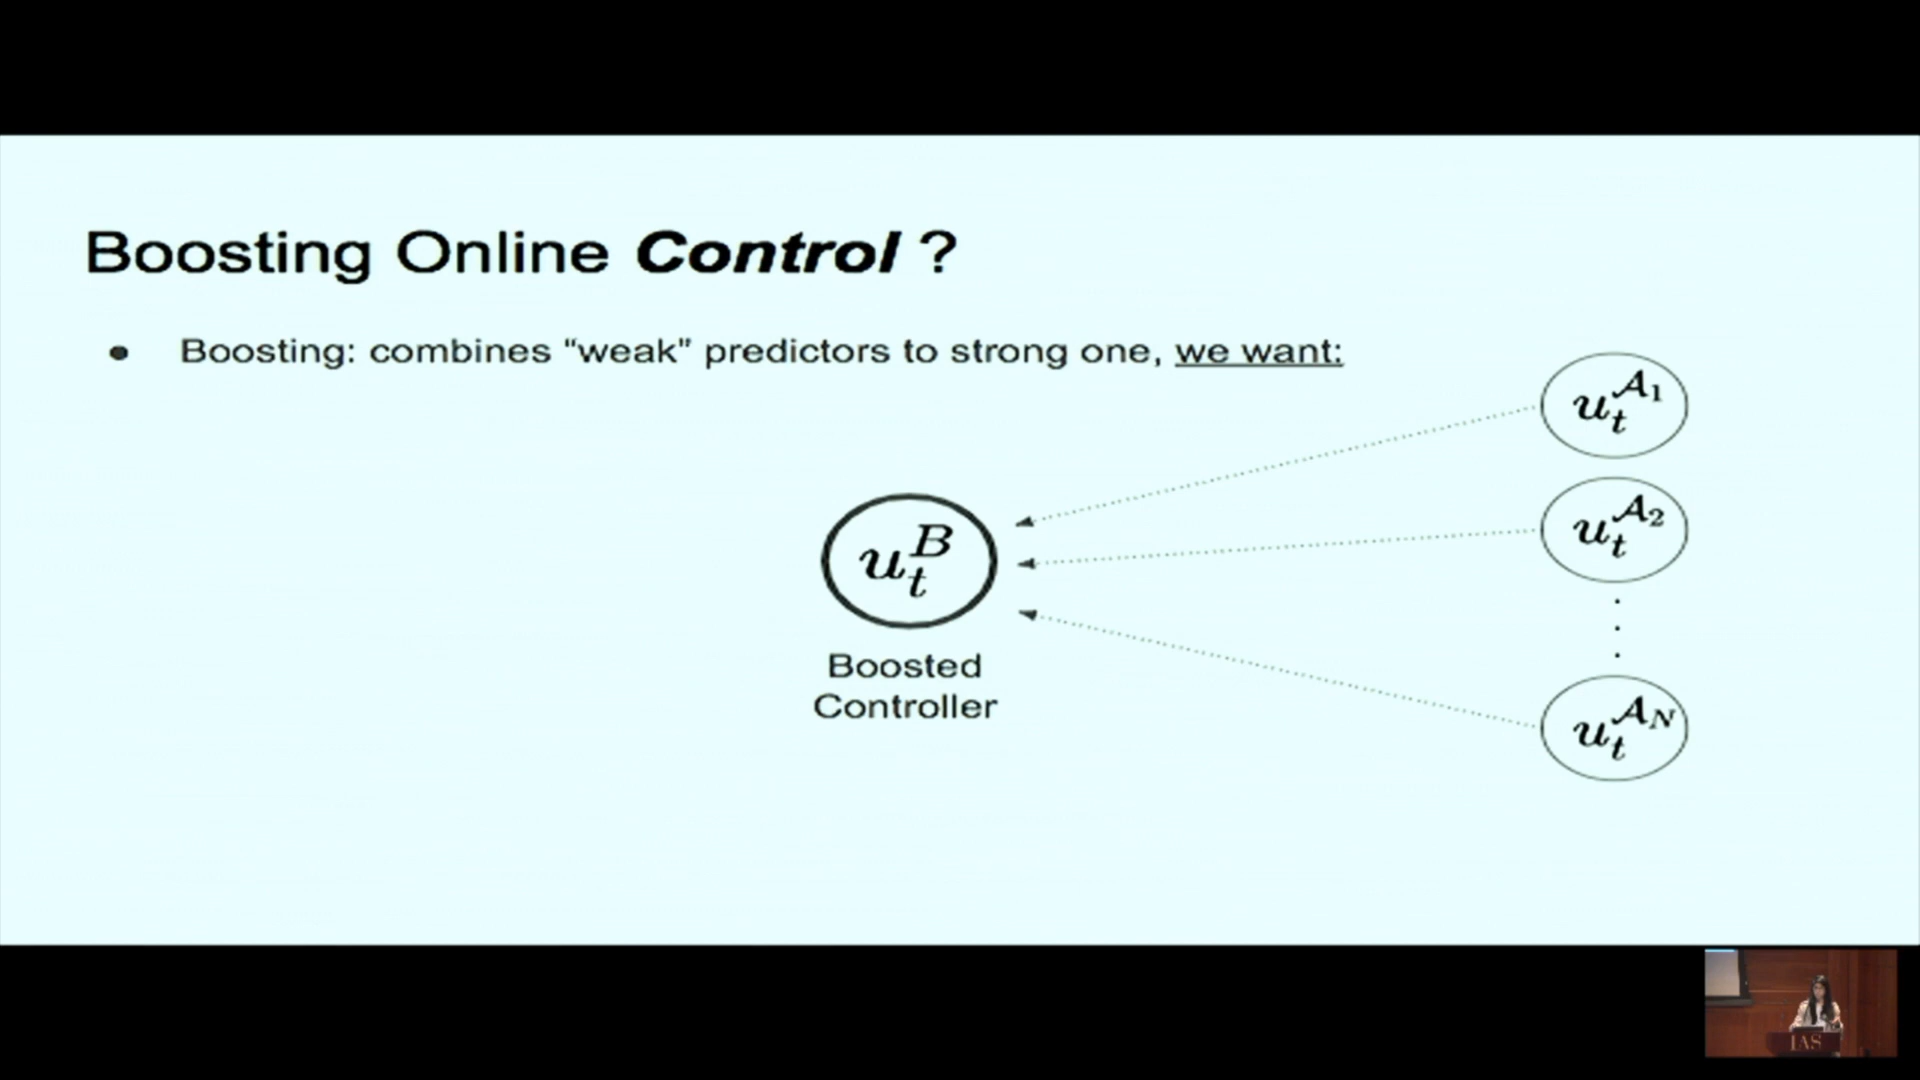 Boosting Online Control ?
● Boosting: combines “weak” predictors to strong one, we want:
u_t^{A_1}
u_t^{A_2}
u_t^B
Boosted
Controller
u_t^{A_N}
IAS